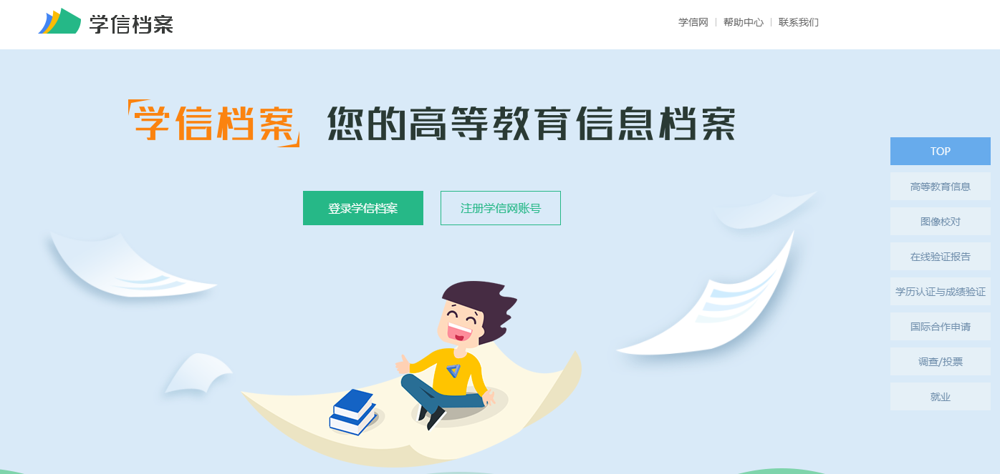 学信档案
学信网 | 帮助中心 | 联系我们
学信档案 您的高等教育信息档案
登录学信档案 注册学信网账号
TOP
高等教育信息
图像校对
在线验证报告
学历认证与成绩验证
国际合作申请
调查/投票
就业